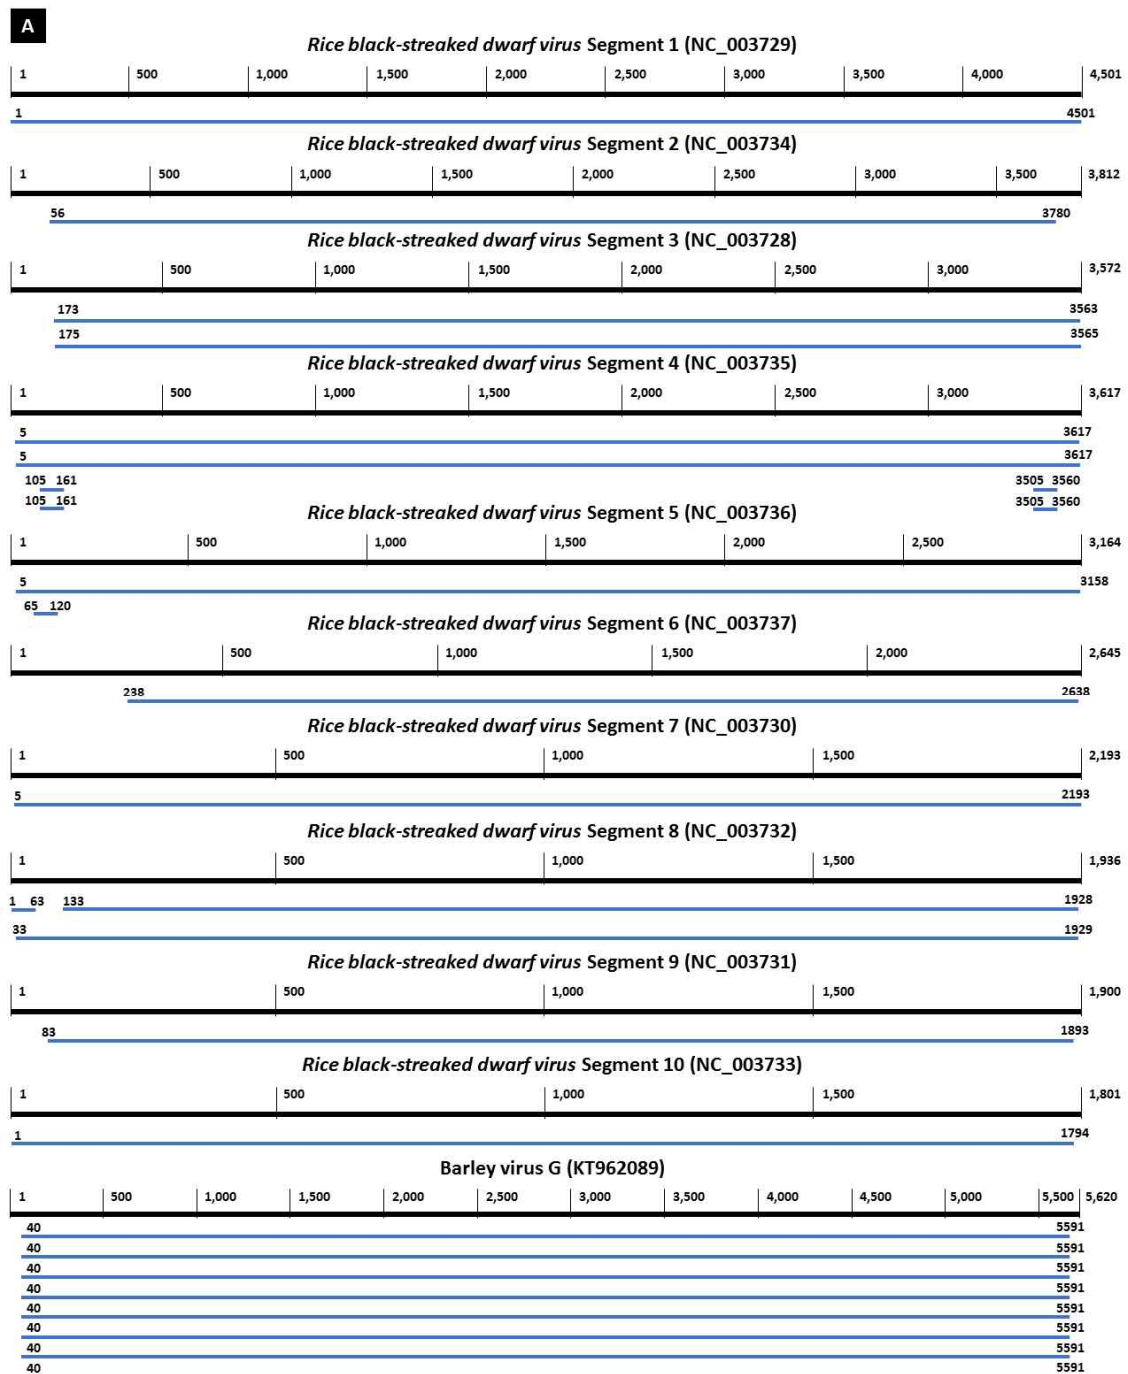 A
Rice black-streaked dwarf virus Segment 1 (NC_003729)
1 500 1,000 1,500 2,000 2,500 3,000 3,500 4,000 4,501
1 4501
Rice black-streaked dwarf virus Segment 2 (NC_003734)
1 500 1,000 1,500 2,000 2,500 3,000 3,500 3,812
56 3780
Rice black-streaked dwarf virus Segment 3 (NC_003728)
1 500 1,000 1,500 2,000 2,500 3,000 3,572
173 3563
175 3565
Rice black-streaked dwarf virus Segment 4 (NC_003735)
1 500 1,000 1,500 2,000 2,500 3,000 3,617
5 3617
5 3617
105 161 3505 3560
105 161 3505 3560
Rice black-streaked dwarf virus Segment 5 (NC_003736)
1 500 1,000 1,500 2,000 2,500 3,164
5 3158
65 120
Rice black-streaked dwarf virus Segment 6 (NC_003737)
1 500 1,000 1,500 2,000 2,645
238 2638
Rice black-streaked dwarf virus Segment 7 (NC_003730)
1 500 1,000 1,500 2,193
5 2193
Rice black-streaked dwarf virus Segment 8 (NC_003732)
1 500 1,000 1,500 1,936
1 63 133 1928
33 1929
Rice black-streaked dwarf virus Segment 9 (NC_003731)
1 500 1,000 1,500 1,900
83 1893
Rice black-streaked dwarf virus Segment 10 (NC_003733)
1 500 1,000 1,500 1,801
1 1794
Barley virus G (KT962089)
1 500 1,000 1,500 2,000 2,500 3,000 3,500 4,000 4,500 5,000 5,500 5,620
40 5591
40 5591
40 5591
40 5591
40 5591
40 5591
40 5591
40 5591